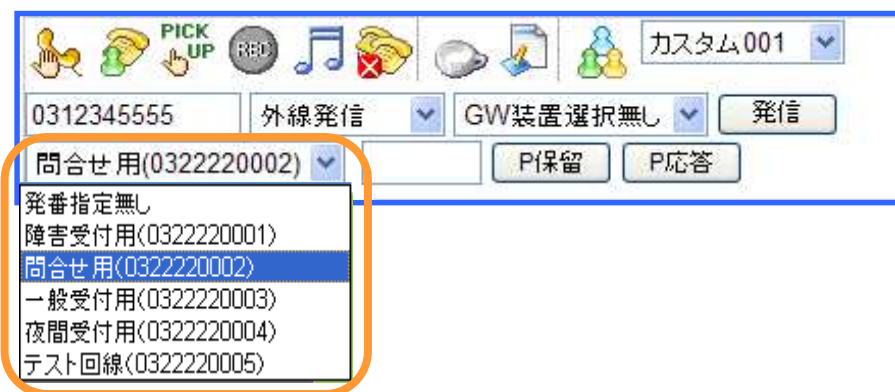 PICK
UP
REC
カスタム001
0312345555 外線発信 GW装置選択無し 発信
問合せ用(0322220002) P保留 P応答
発番指定無し
障害受付用(0322220001)
問合せ用(0322220002)
一般受付用(0322220003)
夜間受付用(0322220004)
テスト回線(0322220005)